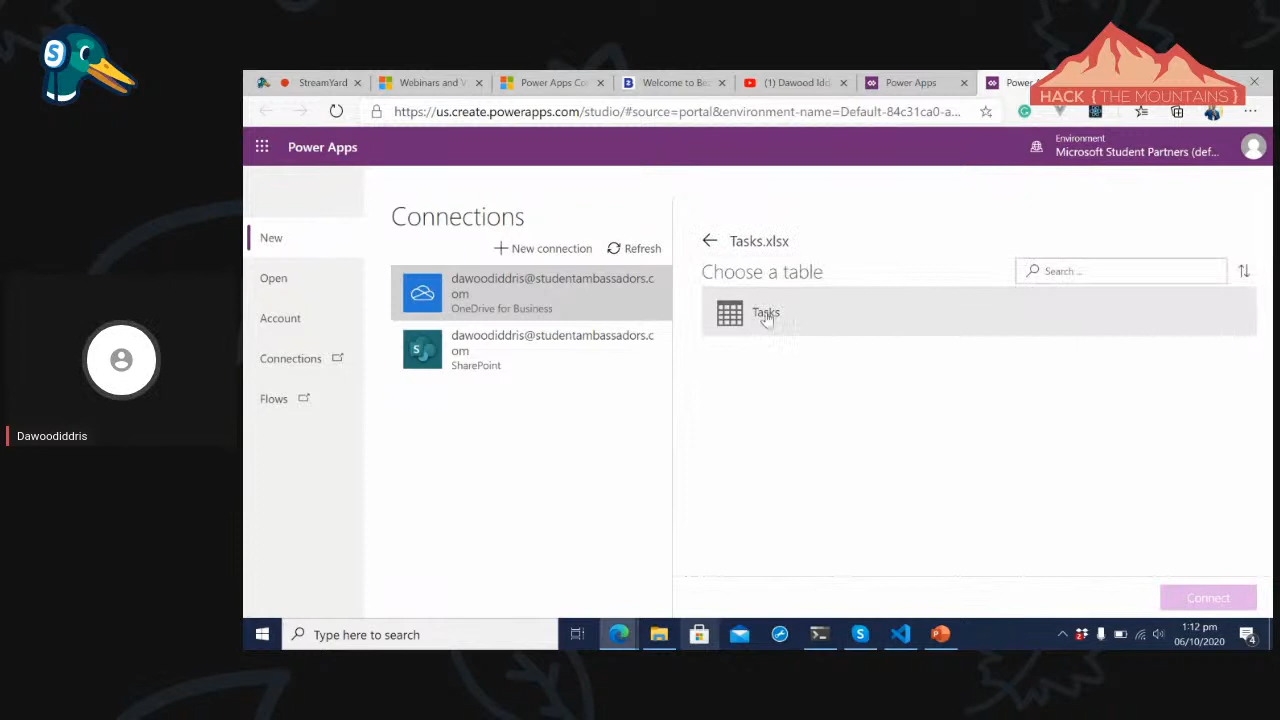 S
HACK {THE MOUNTAINS}
StreamYard
Webinars and V
Power Apps Co
Welcome to Be
(1) Dawood Idd
Power Apps
Power A
https://us.create.powerapps.com/studio/#source=portal&environment-name=Default-84c31ca0-a...
Power Apps
Environment
Microsoft Student Partners (def...
New
Open
Account
Connections
Flows
Connections
New connection
Refresh
dawoodiddris@studentambassadors.c
om
OneDrive for Business
dawoodiddris@studentambassadors.c
om
SharePoint
Tasks.xlsx
Choose a table
Search ...
Tasks
Connect
Dawoodiddris
Type here to search
1:12 pm
06/10/2020
4